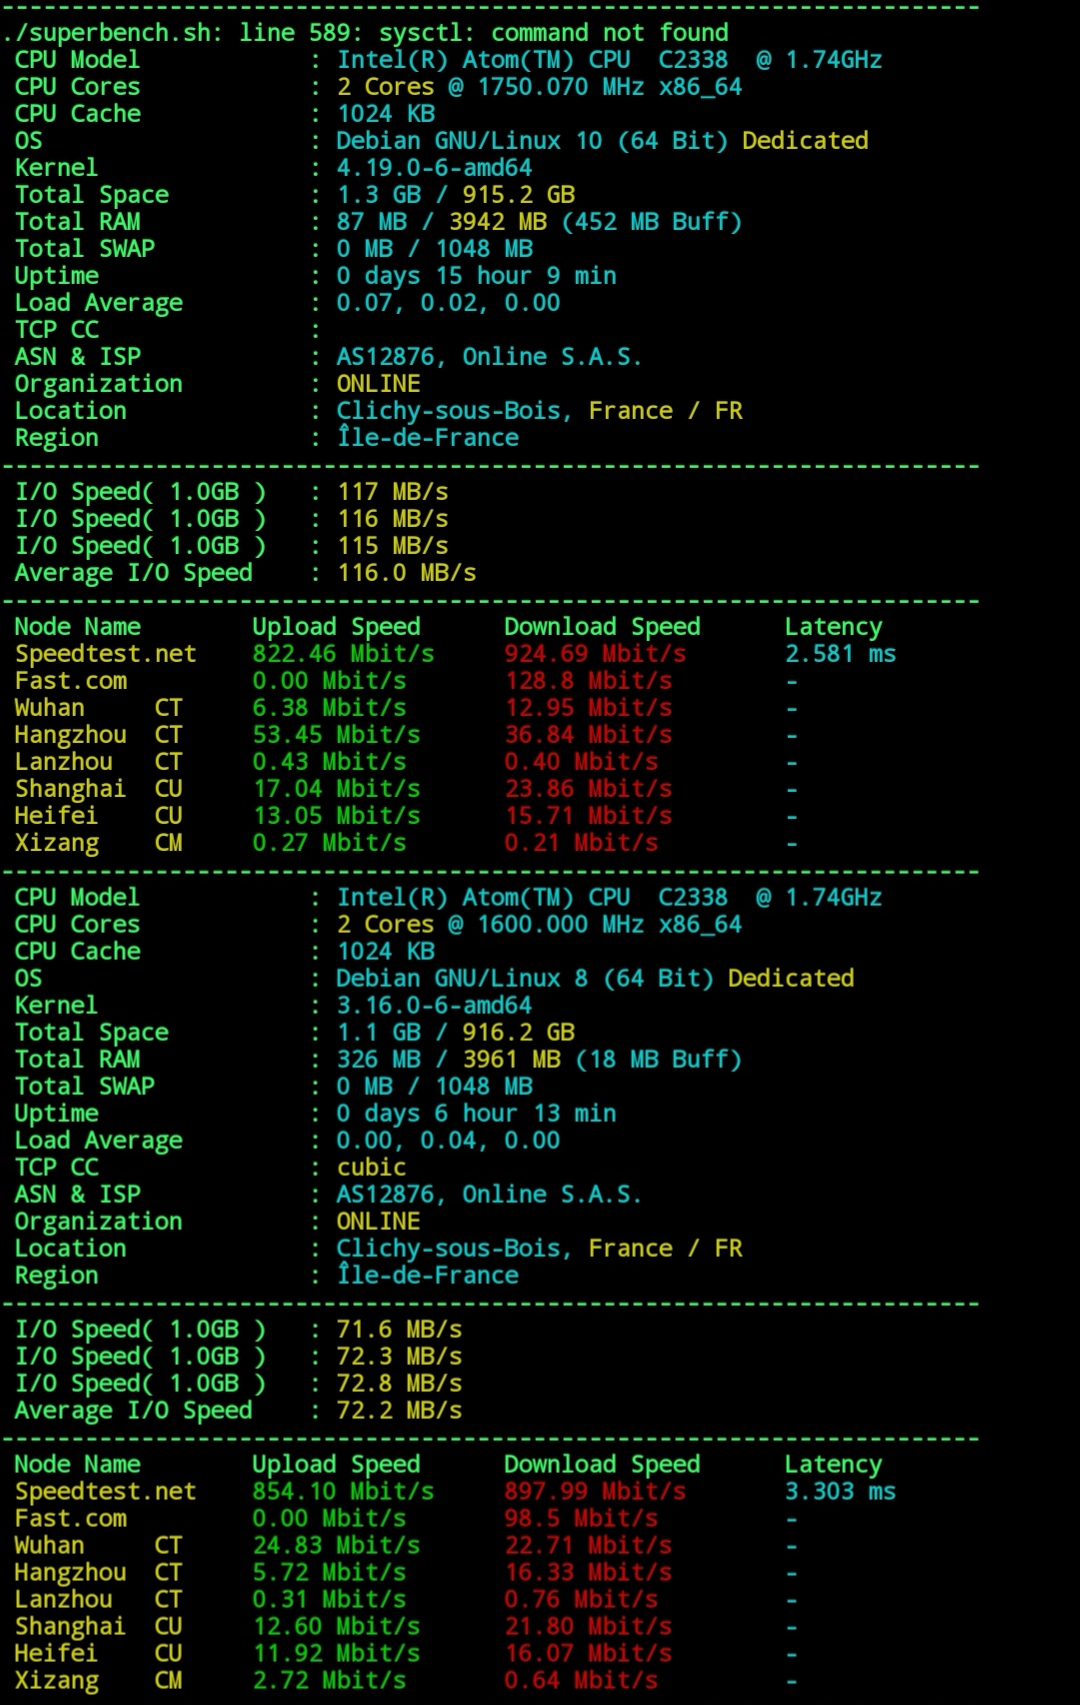 ----------------------------------------------------------------------
./superbench.sh: line 589: sysctl: command not found
CPU Model            : Intel(R) Atom(TM) CPU  C2338  @ 1.74GHz
CPU Cores            : 2 Cores @ 1750.070 MHz x86_64
CPU Cache            : 1024 KB
OS                   : Debian GNU/Linux 10 (64 Bit) Dedicated
Kernel               : 4.19.0-6-amd64
Total Space          : 1.3 GB / 915.2 GB
Total RAM            : 87 MB / 3942 MB (452 MB Buff)
Total SWAP           : 0 MB / 1048 MB
Uptime               : 0 days 15 hour 9 min
Load Average         : 0.07, 0.02, 0.00
TCP CC               :
ASN & ISP            : AS12876, Online S.A.S.
Organization         : ONLINE
Location             : Clichy-sous-Bois, France / FR
Region               : Île-de-France
----------------------------------------------------------------------
I/O Speed( 1.0GB )   : 117 MB/s
I/O Speed( 1.0GB )   : 116 MB/s
I/O Speed( 1.0GB )   : 115 MB/s
Average I/O Speed    : 116.0 MB/s
----------------------------------------------------------------------
Node Name        Upload Speed      Download Speed      Latency
Speedtest.net    822.46 Mbit/s     924.69 Mbit/s       2.581 ms
Fast.com         0.00 Mbit/s       128.8 Mbit/s        -
Wuhan     CT     6.38 Mbit/s       12.95 Mbit/s        -
Hangzhou  CT     53.45 Mbit/s      36.84 Mbit/s        -
Lanzhou   CT     0.43 Mbit/s       0.40 Mbit/s         -
Shanghai  CU     17.04 Mbit/s      23.86 Mbit/s        -
Heifei    CU     13.05 Mbit/s      15.71 Mbit/s        -
Xizang    CM     0.27 Mbit/s       0.21 Mbit/s         -
----------------------------------------------------------------------
CPU Model            : Intel(R) Atom(TM) CPU  C2338  @ 1.74GHz
CPU Cores            : 2 Cores @ 1600.000 MHz x86_64
CPU Cache            : 1024 KB
OS                   : Debian GNU/Linux 8 (64 Bit) Dedicated
Kernel               : 3.16.0-6-amd64
Total Space          : 1.1 GB / 916.2 GB
Total RAM            : 326 MB / 3961 MB (18 MB Buff)
Total SWAP           : 0 MB / 1048 MB
Uptime               : 0 days 6 hour 13 min
Load Average         : 0.00, 0.04, 0.00
TCP CC               : cubic
ASN & ISP            : AS12876, Online S.A.S.
Organization         : ONLINE
Location             : Clichy-sous-Bois, France / FR
Region               : Île-de-France
----------------------------------------------------------------------
I/O Speed( 1.0GB )   : 71.6 MB/s
I/O Speed( 1.0GB )   : 72.3 MB/s
I/O Speed( 1.0GB )   : 72.8 MB/s
Average I/O Speed    : 72.2 MB/s
----------------------------------------------------------------------
Node Name        Upload Speed      Download Speed      Latency
Speedtest.net    854.10 Mbit/s     897.99 Mbit/s       3.303 ms
Fast.com         0.00 Mbit/s       98.5 Mbit/s         -
Wuhan     CT     24.83 Mbit/s      22.71 Mbit/s        -
Hangzhou  CT     5.72 Mbit/s       16.33 Mbit/s        -
Lanzhou   CT     0.31 Mbit/s       0.76 Mbit/s         -
Shanghai  CU     12.60 Mbit/s      21.80 Mbit/s        -
Heifei    CU     11.92 Mbit/s      16.07 Mbit/s        -
Xizang    CM     2.72 Mbit/s       0.64 Mbit/s         -